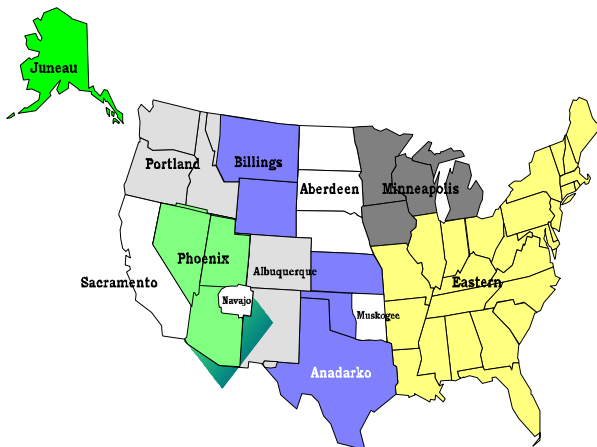 Juneau
Portland
Billings
Aberdeen
Minneapolis
Phoenix
Albuquerque
Sacramento
Eastern
Navajo
Muskogee
Anadarko